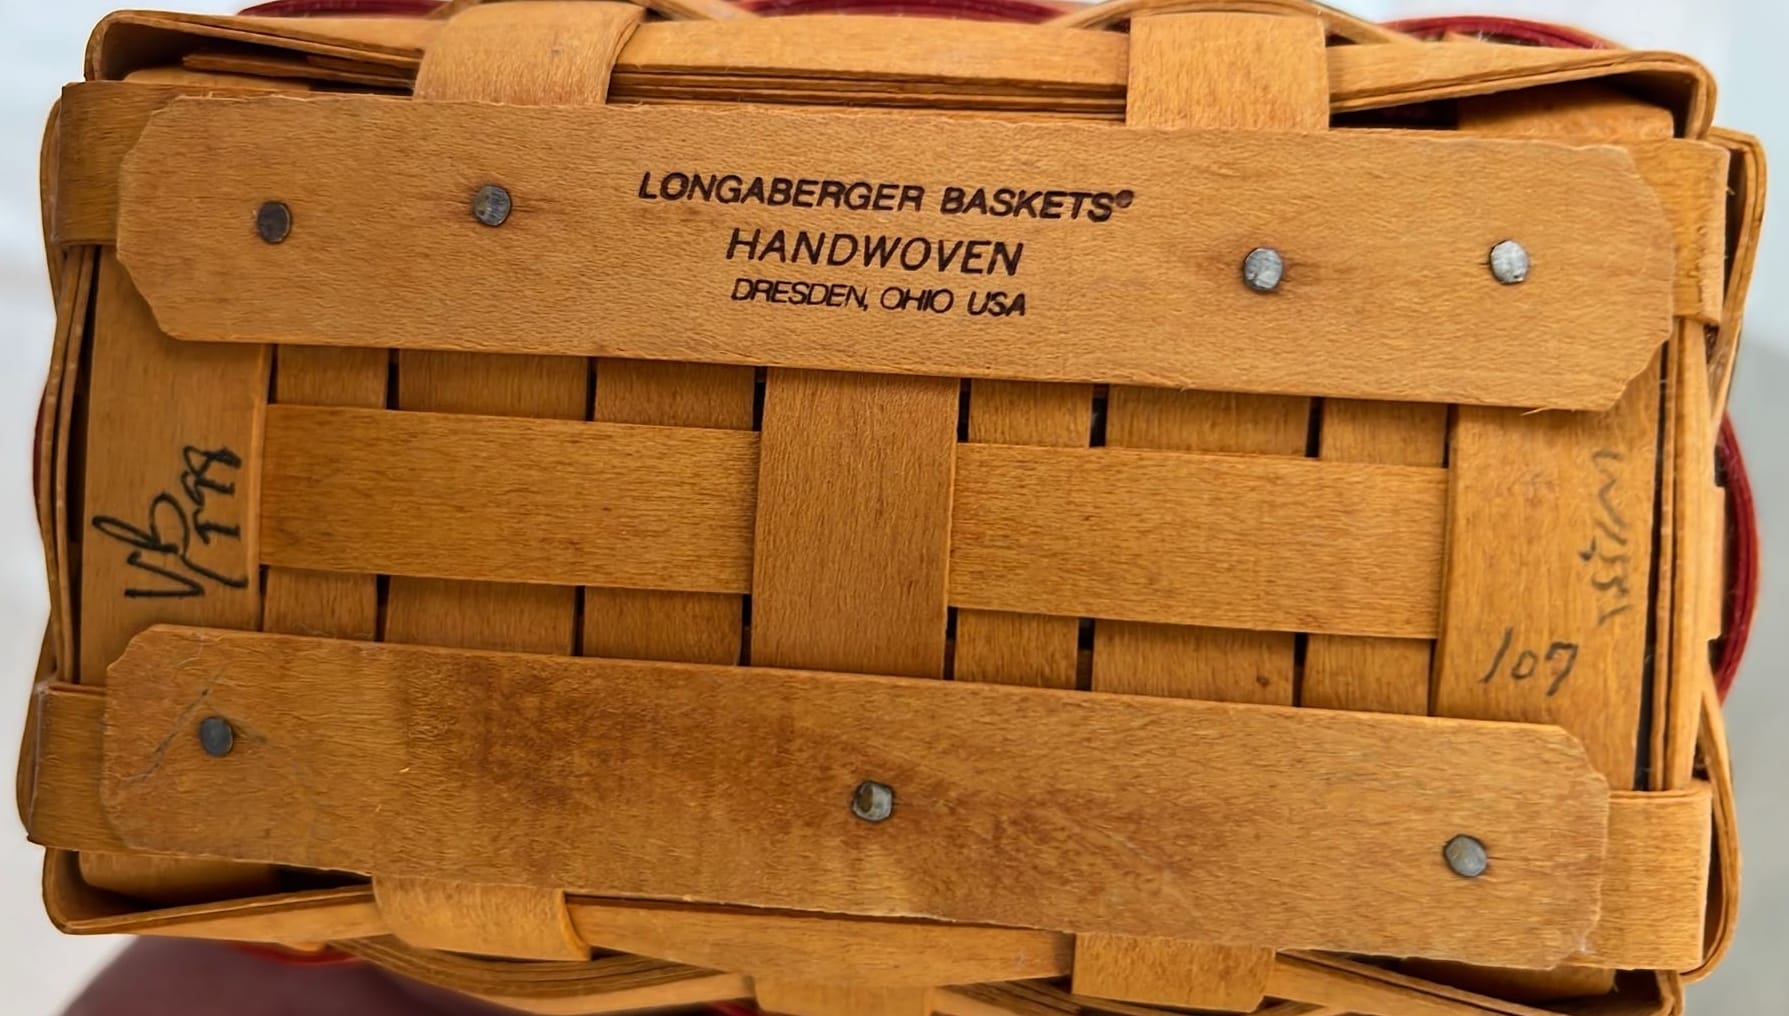 LONGABERGER BASKETS®
HANDWOVEN
DRESDEN, OHIO USA
107